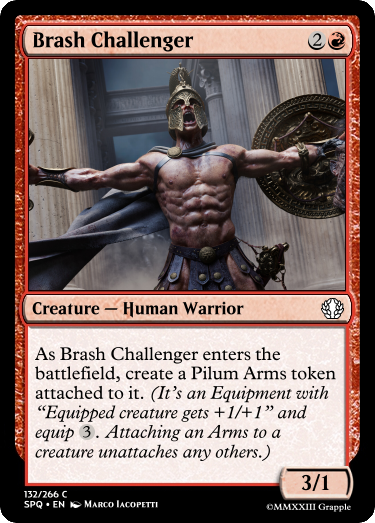 Brash Challenger 2
Creature — Human Warrior
As Brash Challenger enters the
battlefield, create a Pilum Arms token
attached to it. (It's an Equipment with
“Equipped creature gets +1/+1” and
equip 3. Attaching an Arms to a
creature unattaches any others.)
3/1
132/266 C
SPQ • EN Marco Iacopetti
©MMXXIII Grapple